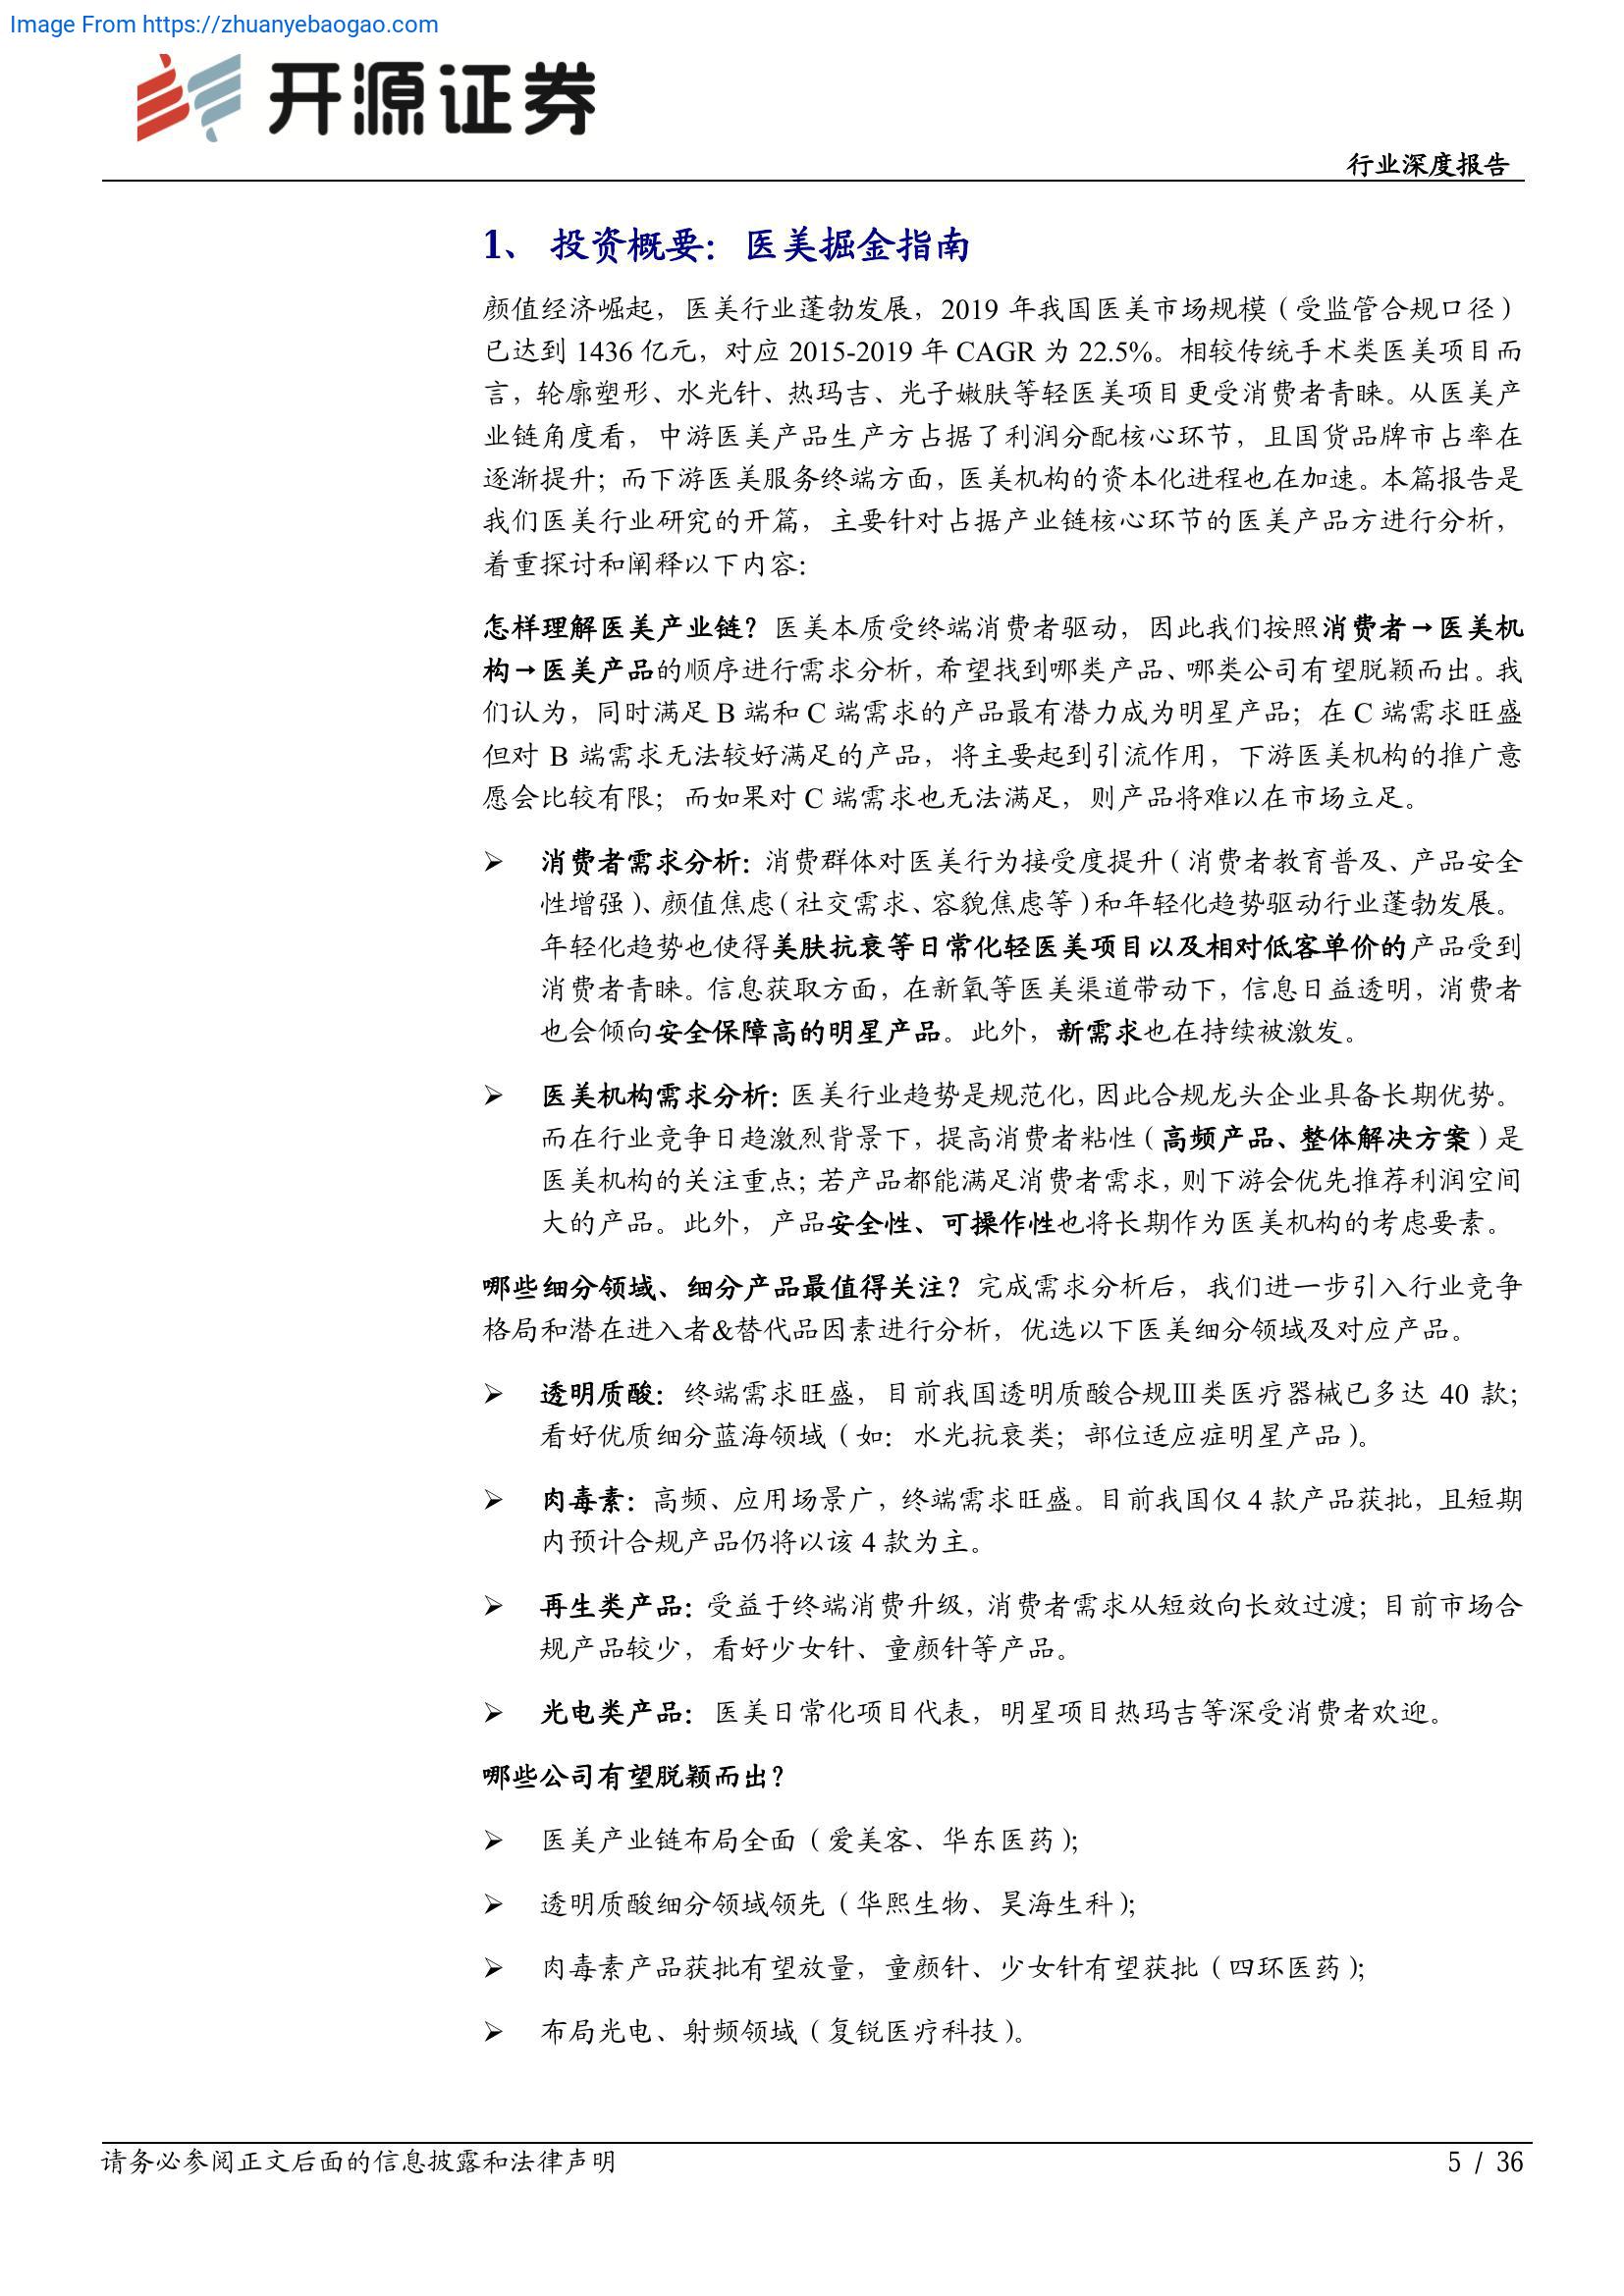 Image From https://zhuanyebaogao.com
开源证券
行业深度报告
1、 投资概要： 医美掘金指南
颜值经济崛起，医美行业蓬勃发展，2019 年我国医美市场规模（受监管合规口径）
已达到 1436 亿元，对应 2015-2019 年 CAGR 为 22.5%。相较传统手术类医美项目而
言，轮廓塑形、水光针、热玛吉、光子嫩肤等轻医美项目更受消费者青睐。从医美产
业链角度看，中游医美产品生产方占据了利润分配核心环节，且国货品牌市占率在
逐渐提升；而下游医美服务终端方面，医美机构的资本化进程也在加速。本篇报告是
我们医美行业研究的开篇，主要针对占据产业链核心环节的医美产品方进行分析，
着重探讨和阐释以下内容：
怎样理解医美产业链？医美本质受终端消费者驱动，因此我们按照消费者→医美机
构→医美产品的顺序进行需求分析，希望找到哪类产品、哪类公司有望脱颖而出。我
们认为，同时满足 B 端和 C 端需求的产品最有潜力成为明星产品；在 C 端需求旺盛
但对 B 端需求无法较好满足的产品，将主要起到引流作用，下游医美机构的推广意
愿会比较有限；而如果对 C 端需求也无法满足，则产品将难以在市场立足。
➢ 消费者需求分析：消费群体对医美行为接受度提升（消费者教育普及、产品安全
性增强）、颜值焦虑（社交需求、容貌焦虑等）和年轻化趋势驱动行业蓬勃发展。
年轻化趋势也使得美肤抗衰等日常化轻医美项目以及相对低客单价的产品受到
消费者青睐。信息获取方面，在新氧等医美渠道带动下，信息日益透明，消费者
也会倾向安全保障高的明星产品。此外，新需求也在持续被激发。
➢ 医美机构需求分析：医美行业趋势是规范化，因此合规龙头企业具备长期优势。
而在行业竞争日趋激烈背景下，提高消费者粘性（高频产品、整体解决方案）是
医美机构的关注重点；若产品都能满足消费者需求，则下游会优先推荐利润空间
大的产品。此外，产品安全性、可操作性也将长期作为医美机构的考虑要素。
哪些细分领域、细分产品最值得关注？完成需求分析后，我们进一步引入行业竞争
格局和潜在进入者&替代品因素进行分析，优选以下医美细分领域及对应产品。
➢ 透明质酸：终端需求旺盛，目前我国透明质酸合规Ⅲ类医疗器械已多达 40 款；
看好优质细分蓝海领域（如：水光抗衰类；部位适应症明星产品）。
➢ 肉毒素：高频、应用场景广，终端需求旺盛。目前我国仅 4 款产品获批，且短期
内预计合规产品仍将以该 4 款为主。
➢ 再生类产品：受益于终端消费升级，消费者需求从短效向长效过渡；目前市场合
规产品较少，看好少女针、童颜针等产品。
➢ 光电类产品：医美日常化项目代表，明星项目热玛吉等深受消费者欢迎。
哪些公司有望脱颖而出？
➢ 医美产业链布局全面（爱美客、华东医药）；
➢ 透明质酸细分领域领先（华熙生物、昊海生科）；
➢ 肉毒素产品获批有望放量，童颜针、少女针有望获批（四环医药）；
➢ 布局光电、射频领域（复锐医疗科技）。
请务必参阅正文后面的信息披露和法律声明
5 / 36